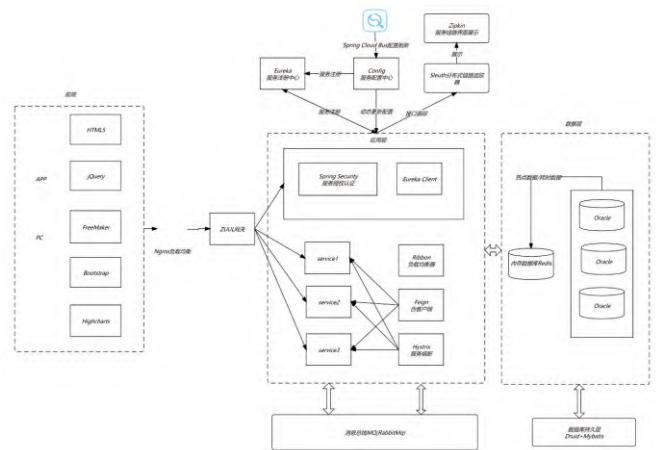 Zipkin
服务链路界面展示
Spring Cloud Bus配置刷新
展示
Eureka
服务注册中心
服务注册
Config
服务配置中心
Sleuth分布式链路追踪
前端
服务注册
动态更新配置
接口追踪
应用层
数据层
HTML5
APP
jQuery
Spring Security
服务授权认证
Eureka Client
热点数据/耗时数据
Oracle
PC
FreeMaker
Nginx负载均衡
ZUUL网关
service1
Ribbon
负载均衡器
内存数据库Redis
Oracle
Bootstrap
service2
Feign
伪客户端
Oracle
Highcharts
service3
Hystrix
服务熔断
消息总线MQ(RabbitMq)
数据库持久层
Druid+Mybatis